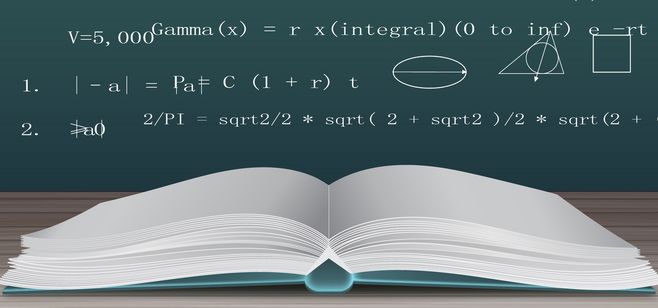 Gamma(x) = r x(integral)(0 to inf) e -rt
V=5,000
1. |-a| = |a|
P = C (1 + r) t
2. |a| ≥0
2/PI = sqrt2/2 * sqrt( 2 + sqrt2 )/2 * sqrt(2 +